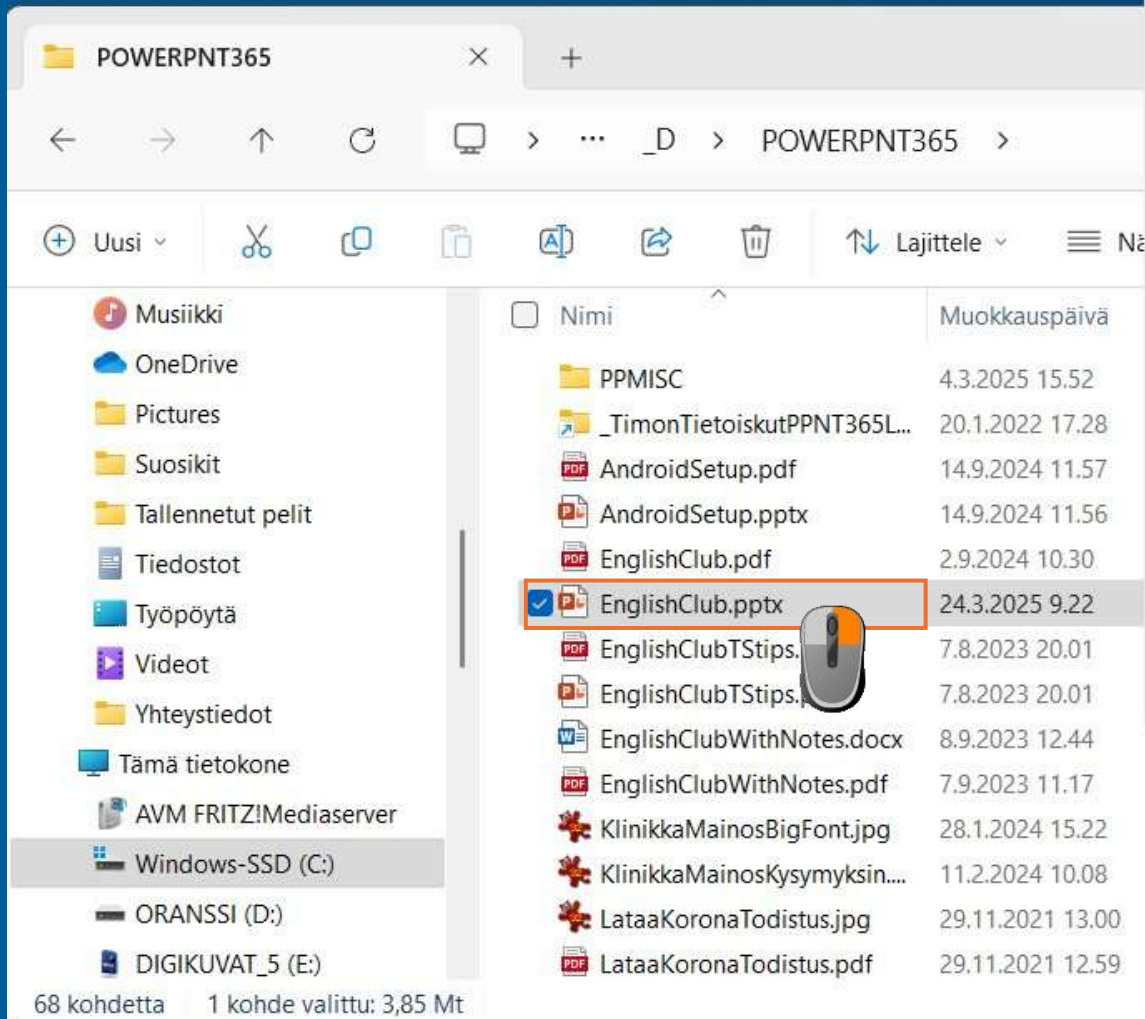 POWERPNT365
_D > POWERPNT365 >
Uusi
Lajittele
Nä
Musiikki
OneDrive
Pictures
Suosikit
Tallennetut pelit
Tiedostot
Työpöytä
Videot
Yhteystiedot
Tämä tietokone
AVM FRITZ!Mediaserver
Windows-SSD (C:)
ORANSSI (D:)
DIGIKUVAT_5 (E:)
Nimi Muokkauspäivä
PPMISC 4.3.2025 15.52
_TimonTietoiskutPPNT365L... 20.1.2022 17.28
AndroidSetup.pdf 14.9.2024 11.57
AndroidSetup.pptx 14.9.2024 11.56
EnglishClub.pdf 2.9.2024 10.30
EnglishClub.pptx 24.3.2025 9.22
EnglishClubTStips. 7.8.2023 20.01
EnglishClubTStips. 7.8.2023 20.01
EnglishClubWithNotes.docx 8.9.2023 12.44
EnglishClubWithNotes.pdf 7.9.2023 11.17
KlinikkaMainosBigFont.jpg 28.1.2024 15.22
KlinikkaMainosKysymyksin.... 11.2.2024 10.08
LataaKoronaTodistus.jpg 29.11.2021 13.00
LataaKoronaTodistus.pdf 29.11.2021 12.59
68 kohdetta 1 kohde valittu: 3,85 Mt